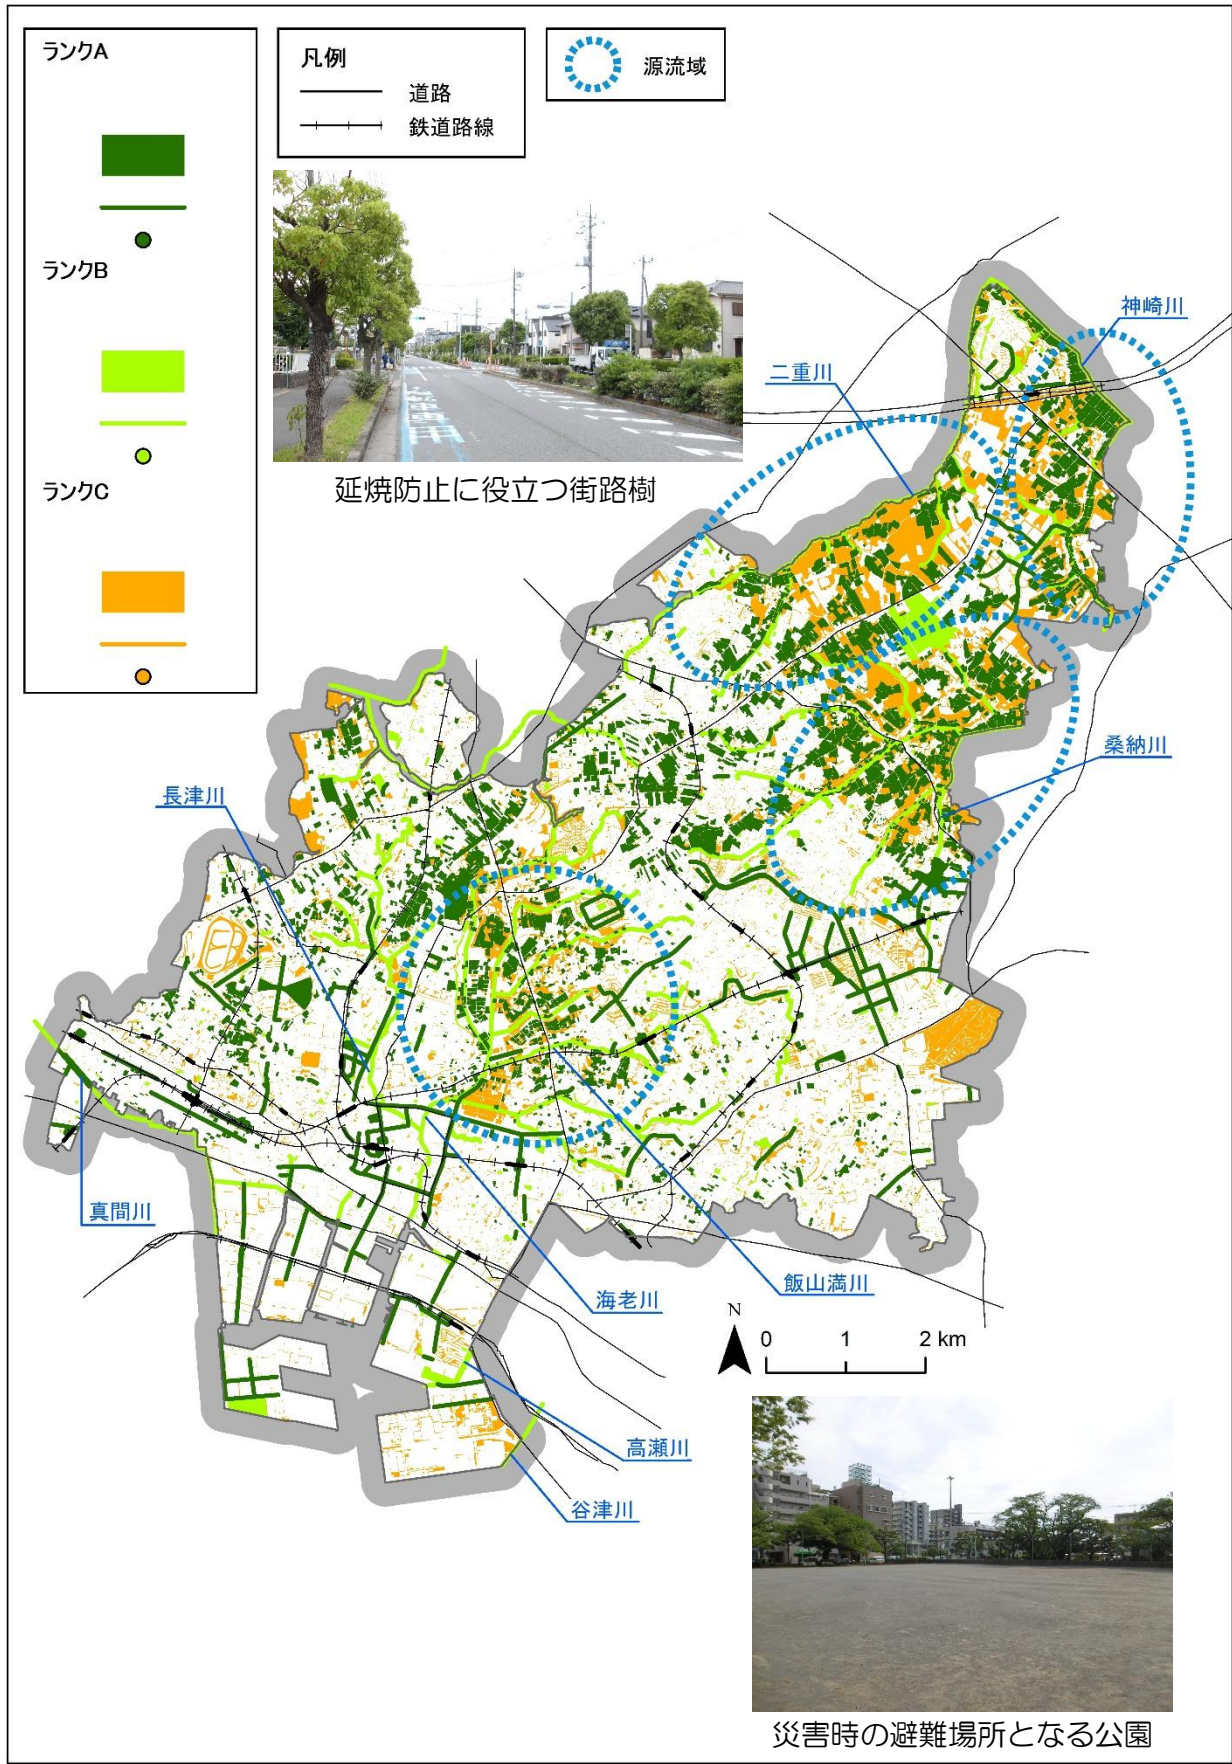 ランクA
ランクB
ランクC
凡例
道路
鉄道路線
源流域
延焼防止に役立つ街路樹
神崎川
二重川
桑納川
長津川
真間川
海老川
飯山満川
高瀬川
谷津川
N
0 1 2 km
災害時の避難場所となる公園